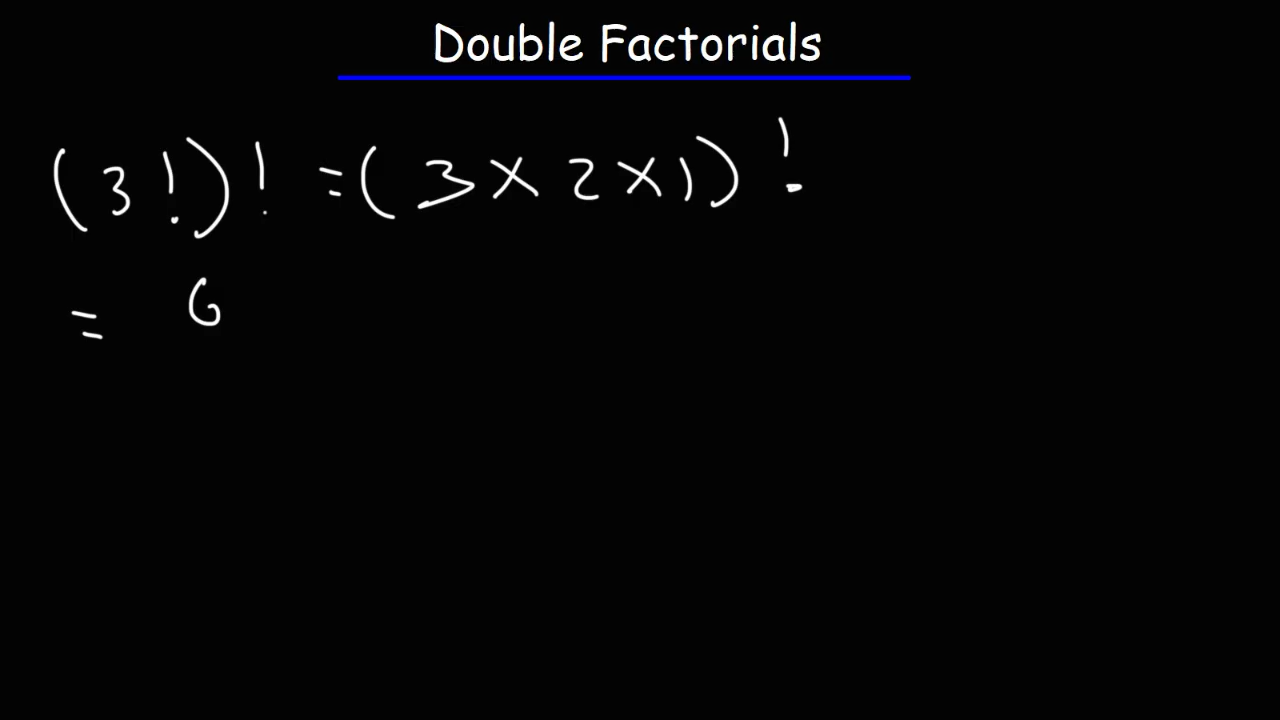 Double Factorials
(3!)! = (3 × 2 × 1)!
= 6